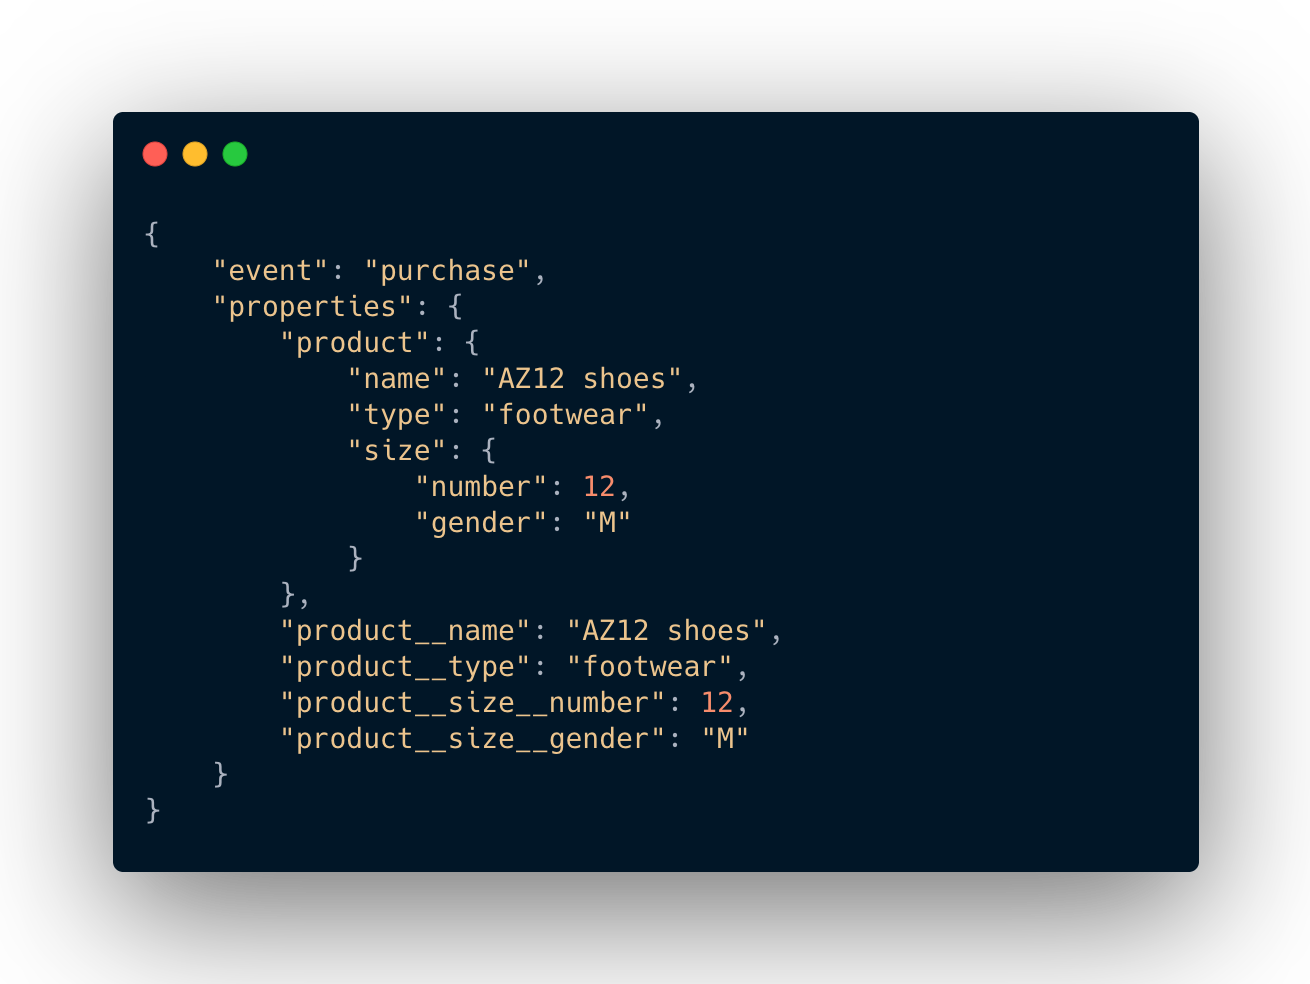 {
    "event": "purchase",
    "properties": {
        "product": {
            "name": "AZ12 shoes",
            "type": "footwear",
            "size": {
                "number": 12,
                "gender": "M"
            }
        },
        "product__name": "AZ12 shoes",
        "product__type": "footwear",
        "product__size__number": 12,
        "product__size__gender": "M"
    }
}